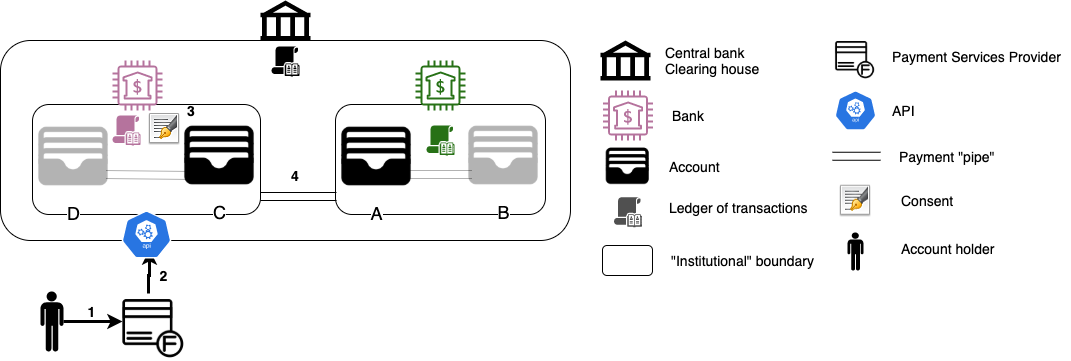 Central bank
Clearing house
Payment Services Provider
$
$
$
3
Bank
api
API
Account
Payment "pipe"
4
Ledger of transactions
Consent
D
C
A
B
api
"Institutional" boundary
Account holder
2
1
F
F